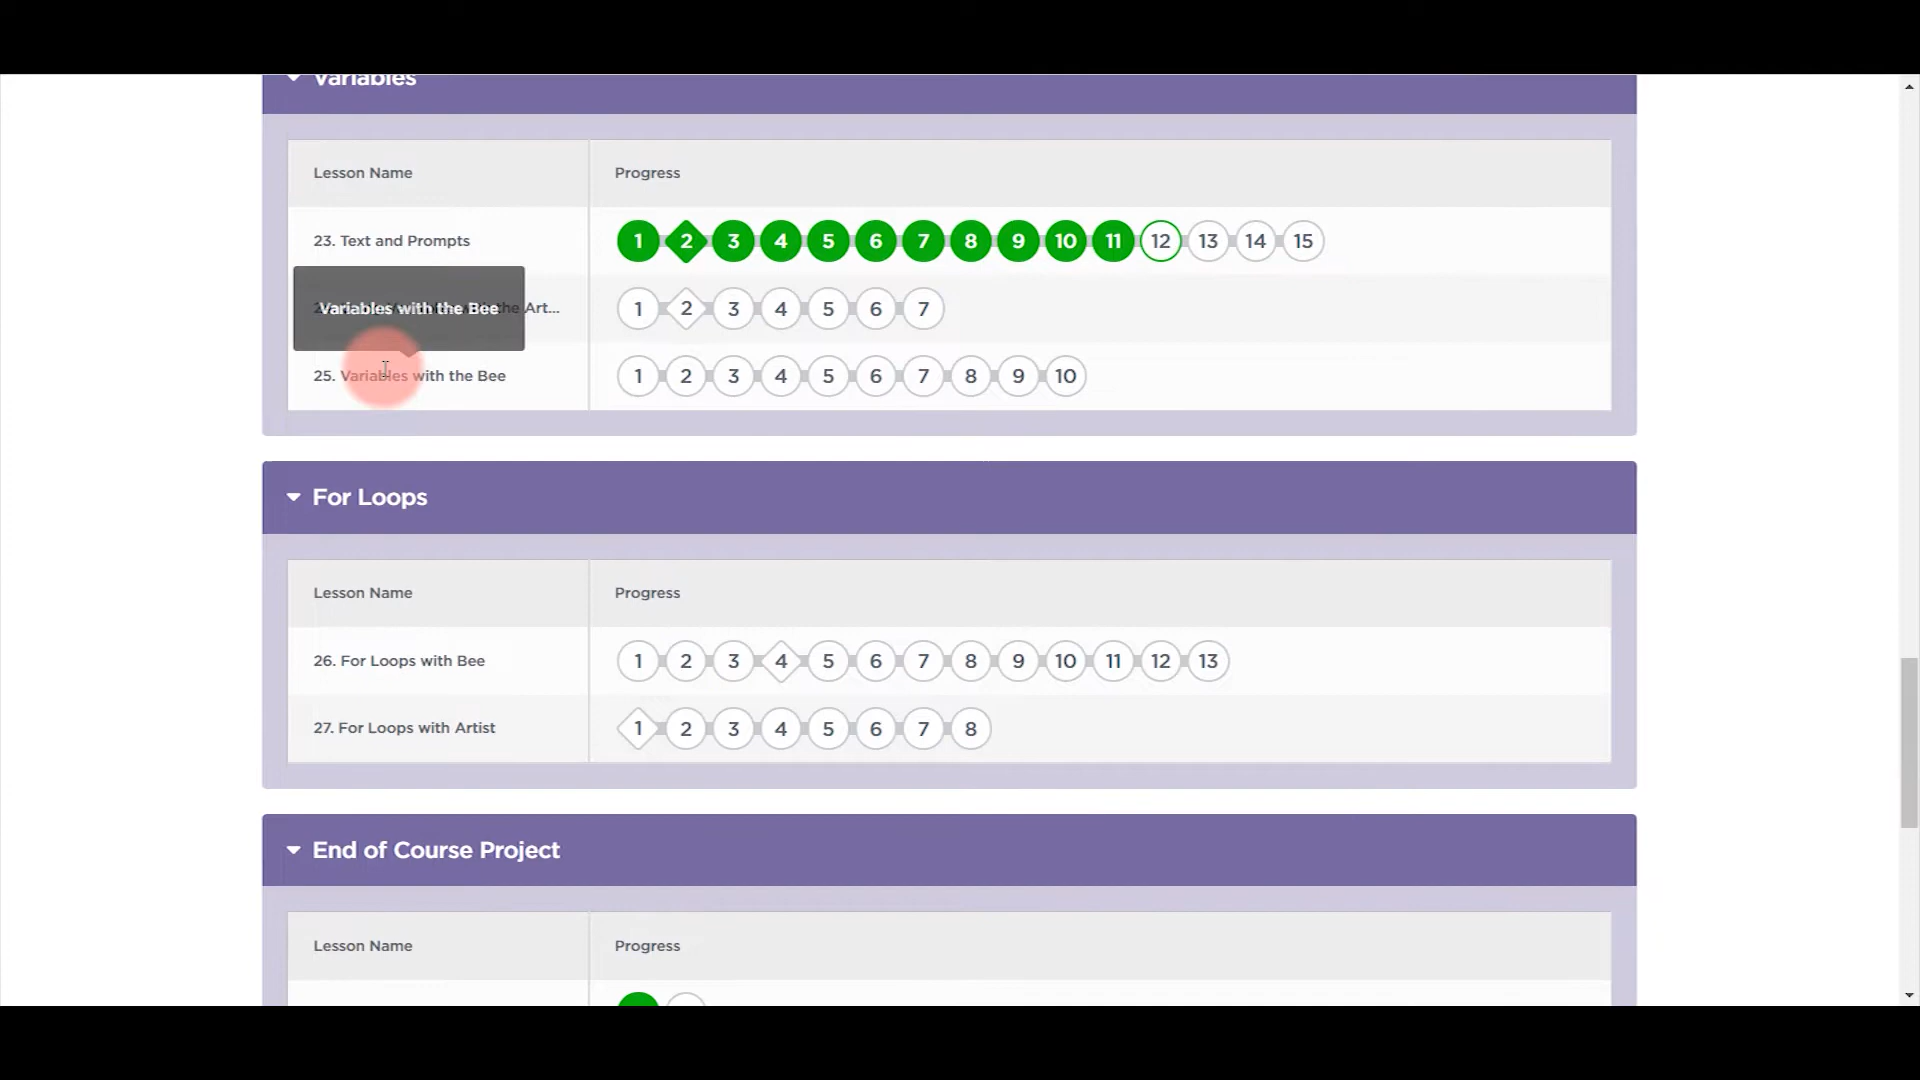 Variables
Lesson Name Progress
23. Text and Prompts 1 2 3 4 5 6 7 8 9 10 11 12 13 14 15
Variables with the Bee
the Art... 1 2 3 4 5 6 7
25. Variables with the Bee 1 2 3 4 5 6 7 8 9 10
For Loops
Lesson Name Progress
26. For Loops with Bee 1 2 3 4 5 6 7 8 9 10 11 12 13
27. For Loops with Artist 1 2 3 4 5 6 7 8
End of Course Project
Lesson Name Progress